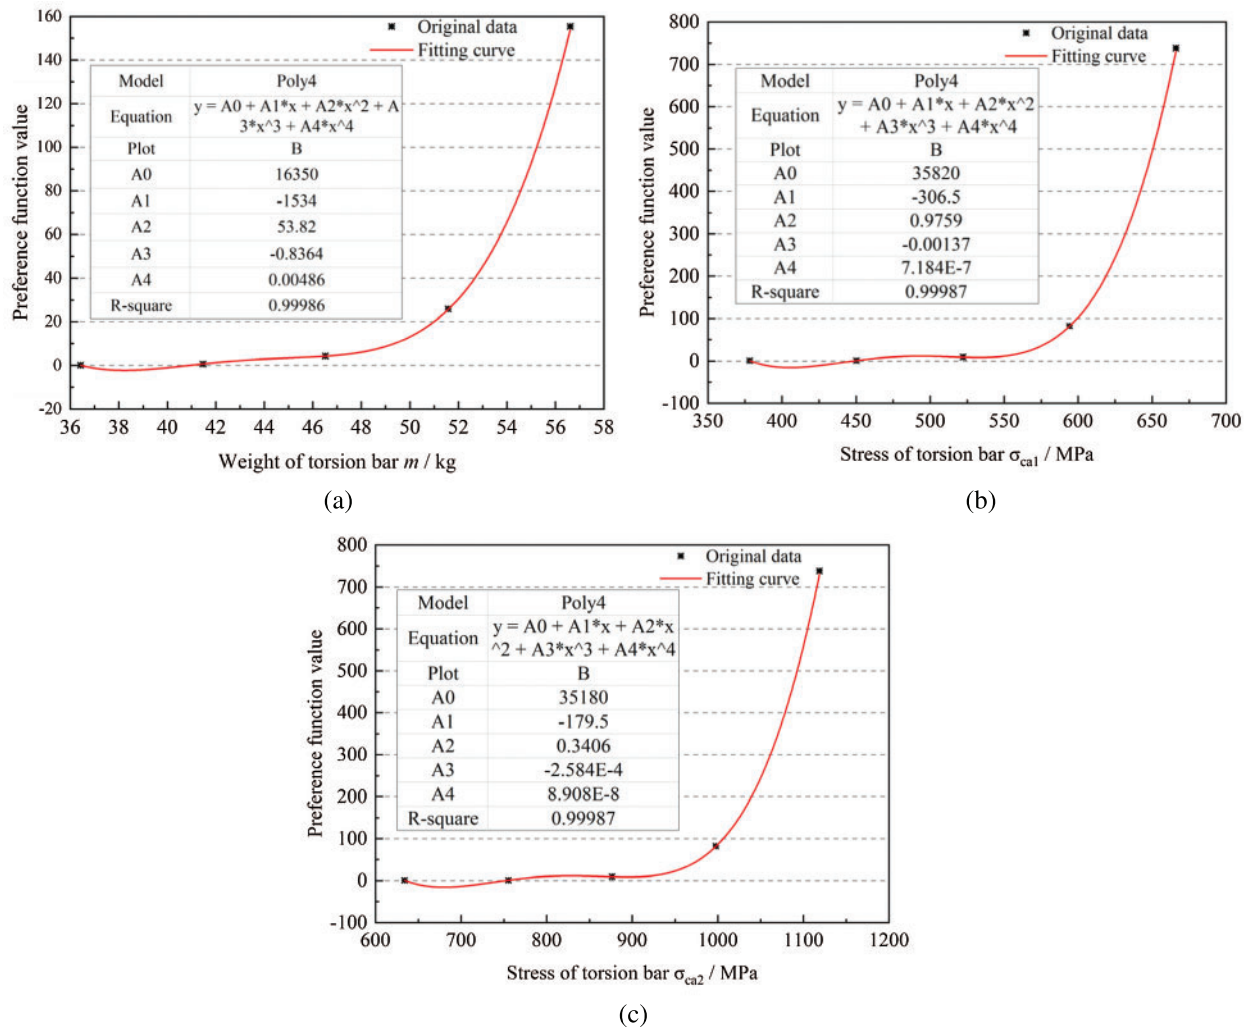 160
140
120
100
80
60
40
20
0
-20
Preference function value
Original data
Fitting curve
Model Poly4
Equation y = A0 + A1*x + A2*x^2 + A
3*x^3 + A4*x^4
Plot B
A0 16350
A1 -1534
A2 53.82
A3 -0.8364
A4 0.00486
R-square 0.99986
36 38 40 42 44 46 48 50 52 54 56 58
Weight of torsion bar m / kg
(a)
800
700
600
500
400
300
200
100
0
-100
Preference function value
Original data
Fitting curve
Model Poly4
Equation y = A0 + A1*x + A2*x^2
+ A3*x^3 + A4*x^4
Plot B
A0 35820
A1 -306.5
A2 0.9759
A3 -0.00137
A4 7.184E-7
R-square 0.99987
350 400 450 500 550 600 650 700
Stress of torsion bar σca1 / MPa
(b)
800
700
600
500
400
300
200
100
0
-100
Preference function value
Original data
Fitting curve
Model Poly4
Equation y = A0 + A1*x + A2*x
^2 + A3*x^3 + A4*x^4
Plot B
A0 35180
A1 -179.5
A2 0.3406
A3 -2.584E-4
A4 8.908E-8
R-square 0.99987
600 700 800 900 1000 1100 1200
Stress of torsion bar σca2 / MPa
(c)